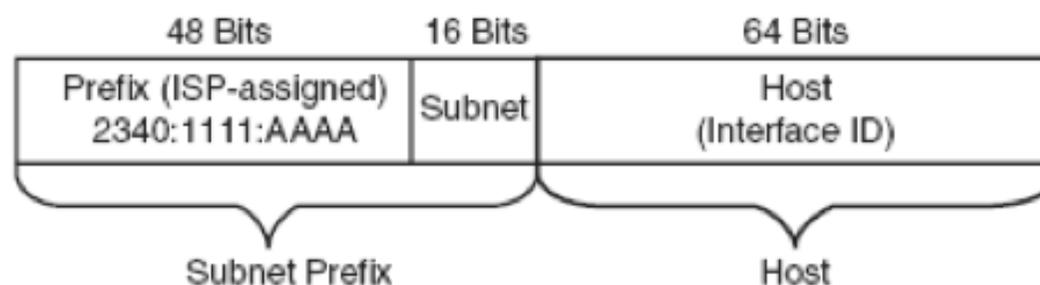 48 Bits
16 Bits
64 Bits
Prefix (ISP-assigned)
2340:1111:AAAA
Subnet
Host
(Interface ID)
Subnet Prefix
Host